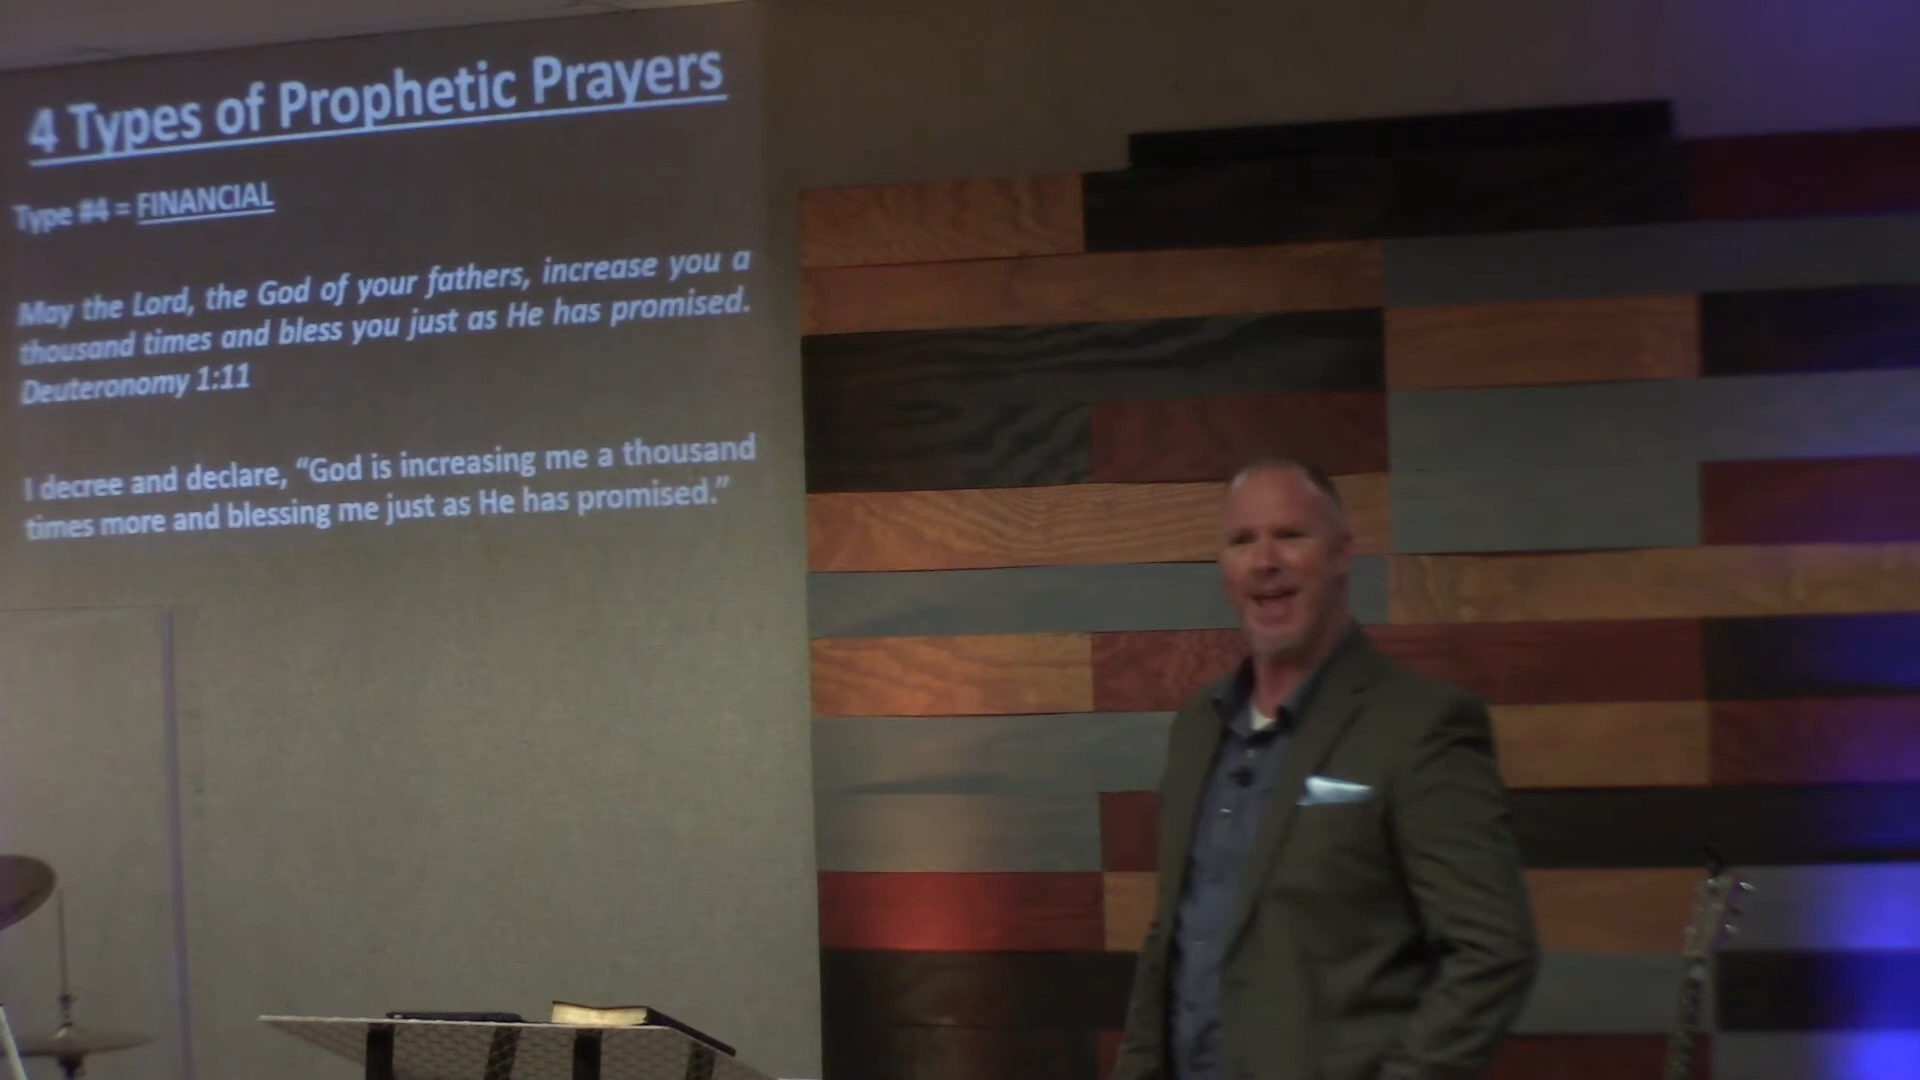 4 Types of Prophetic Prayers
Type #4 = FINANCIAL
May the Lord, the God of your fathers, increase you a
thousand times and bless you just as He has promised.
Deuteronomy 1:11
I decree and declare, “God is increasing me a thousand
times more and blessing me just as He has promised.”